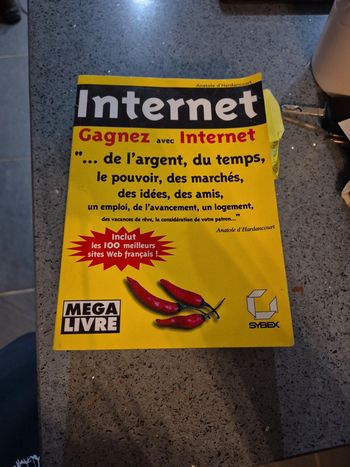 Anatole d'Hardancourt
Internet
Gagnez avec Internet
"... de l'argent, du temps,
le pouvoir, des marchés,
des idées, des amis,
un emploi, de l'avancement, un logement,
des vacances de rêve, la considération de votre patron..."
Anatole d'Hardancourt
Inclut
les 100 meilleurs
sites Web français !
MEGA
LIVRE
SYBEX